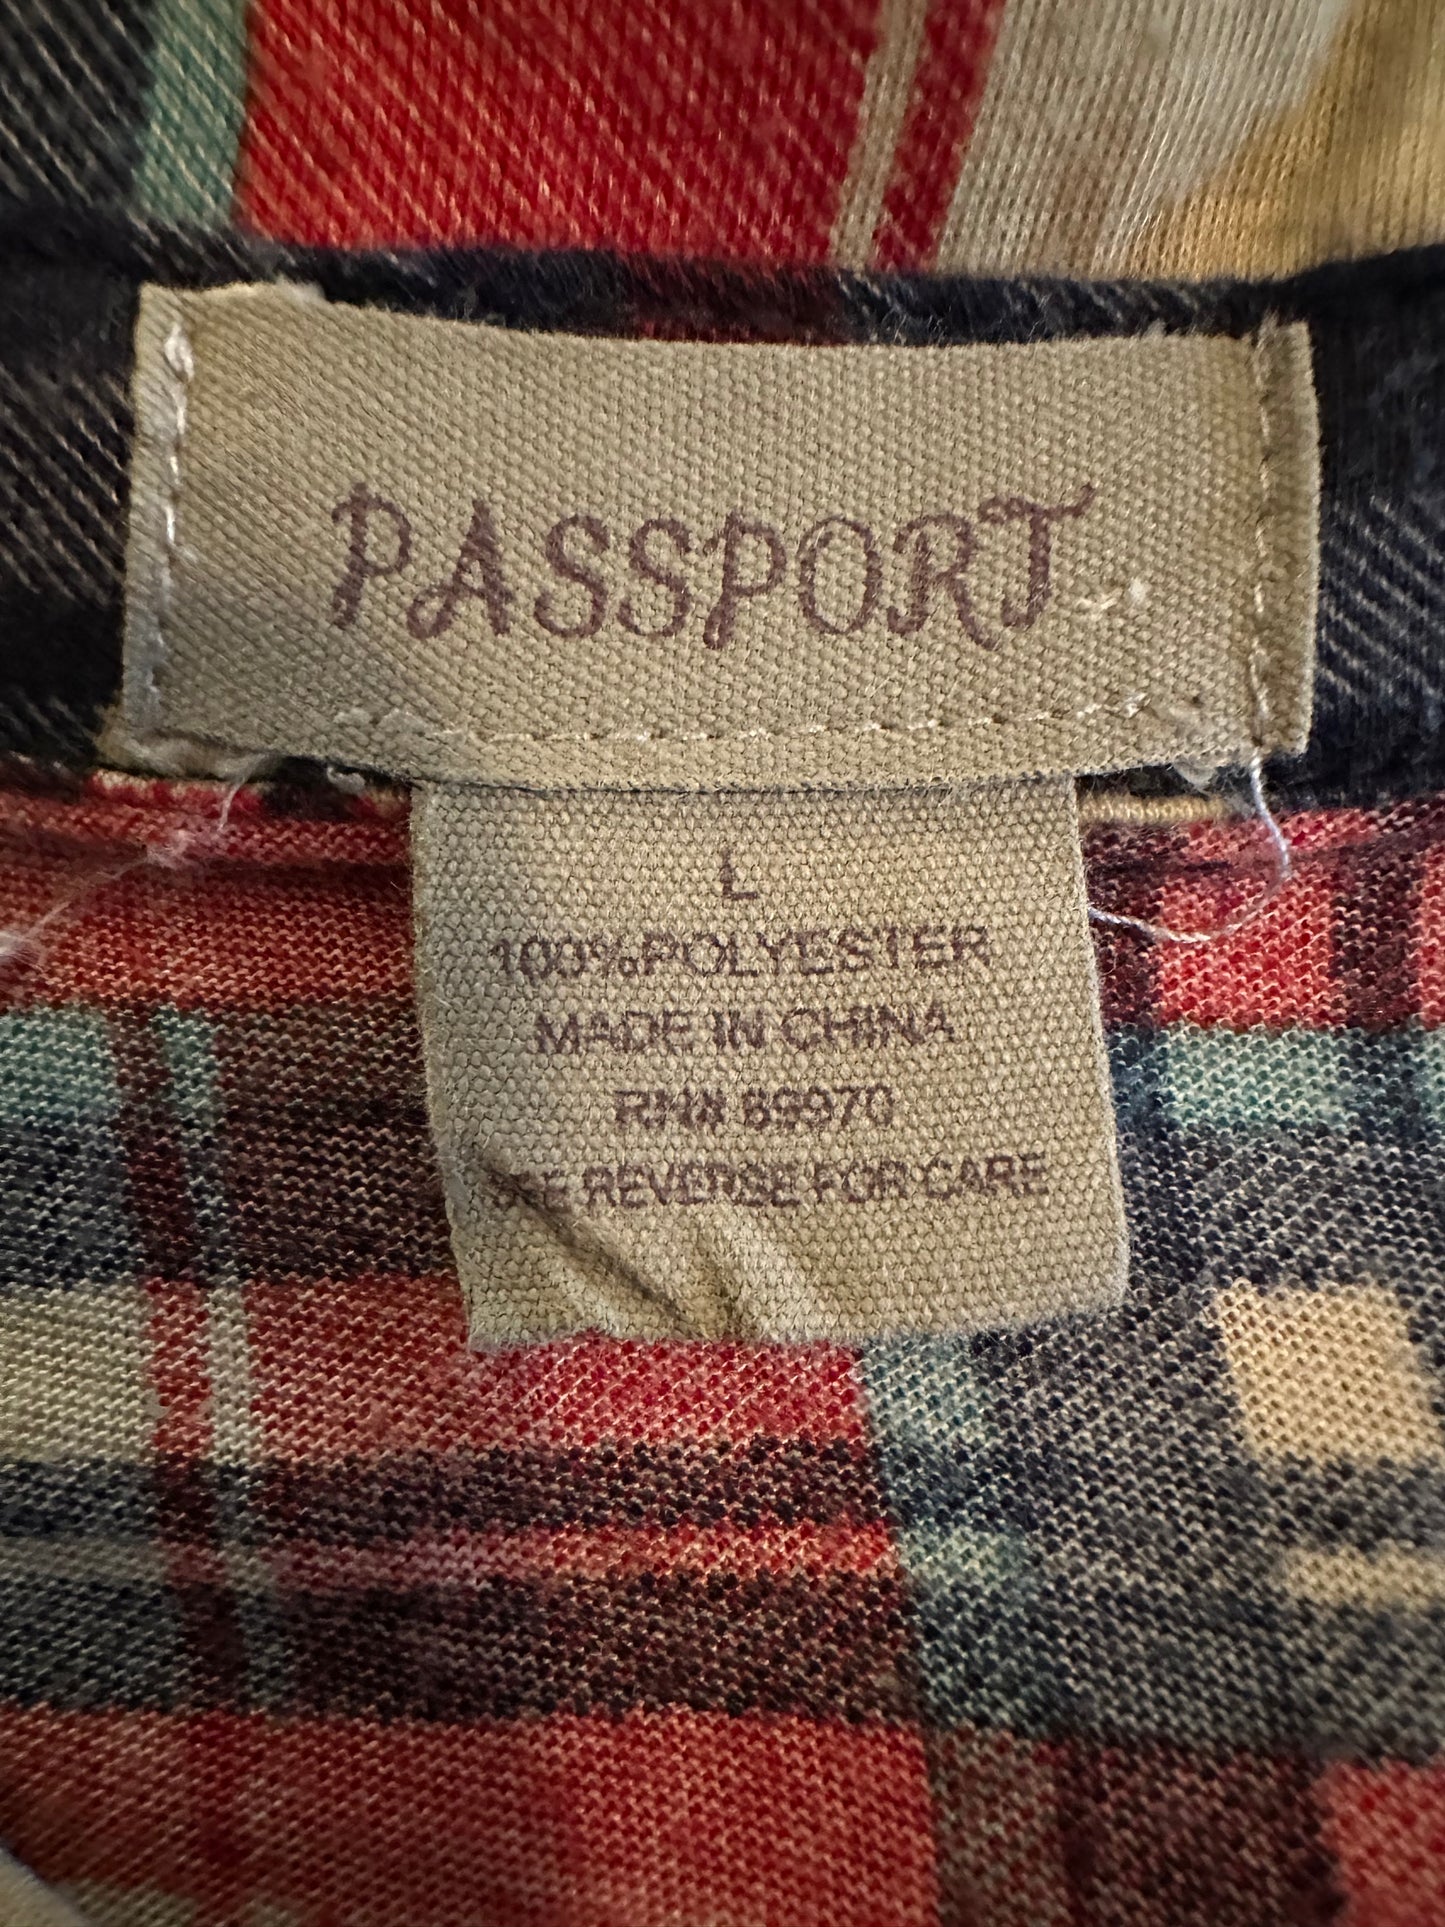 PASSPORT
L
100% POLYESTER
MADE IN CHINA
RN# 89970
SEE REVERSE FOR CARE